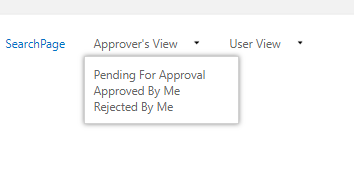 SearchPage Approver's View User View
Pending For Approval
Approved By Me
Rejected By Me